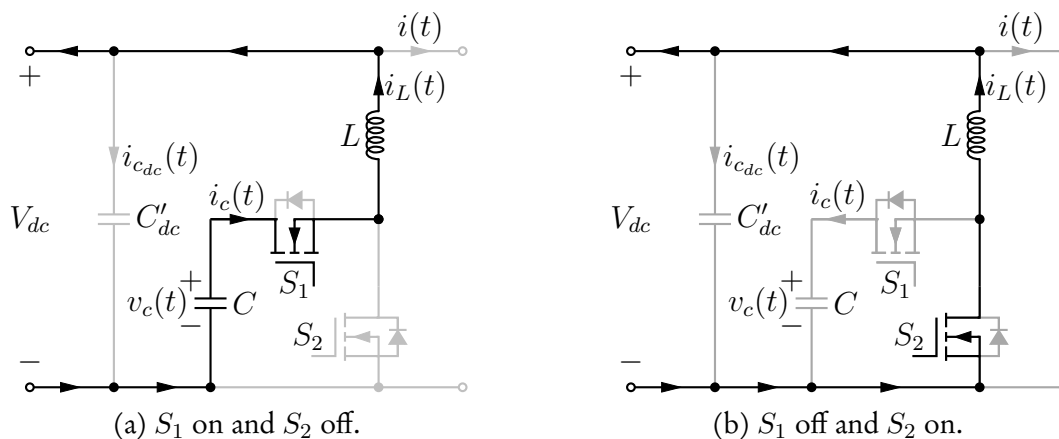 i(t)
+
i_L(t)
L
i_{c_{dc}}(t)
i_c(t)
V_{dc}
C'_{dc}
S_1
+
v_c(t)
C
−
S_2
−
(a) S_1 on and S_2 off.
i(t)
+
i_L(t)
L
i_{c_{dc}}(t)
i_c(t)
V_{dc}
C'_{dc}
S_1
+
v_c(t)
C
−
S_2
−
(b) S_1 off and S_2 on.